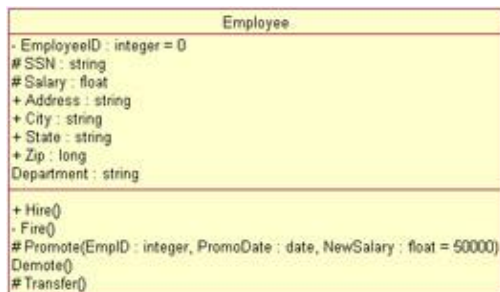 Employee
- EmployeeID : integer = 0
# SSN : string
# Salary : float
+ Address : string
+ City : string
+ State : string
+ Zip : long
Department : string
+ Hire()
- Fire()
# Promote(EmpID : integer, PromoDate : date, NewSalary : float = 50000)
Demote()
# Transfer()